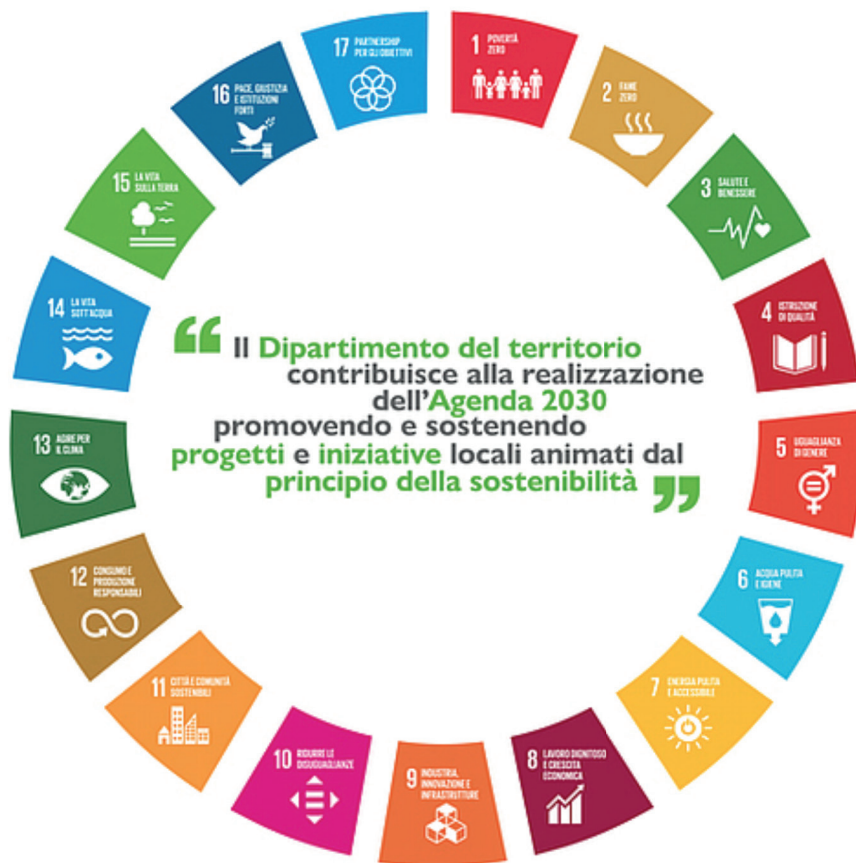 17 PARTNERSHIP
PER GLI OBIETTIVI
1 POVERTÀ
ZERO
2 FAME
ZERO
3 SALUTE E
BENESSERE
4 ISTRUZIONE
DI QUALITÀ
5 UGUAGLIANZA
DI GENERE
6 ACQUA PULITA
E IGIENE
7 ENERGIA PULITA
E ACCESSIBILE
8 LAVORO DIGNITOSO
E CRESCITA
ECONOMICA
9 INDUSTRIA,
INNOVAZIONE E
INFRASTRUTTURE
10 RIDURRE LE
DISUGUAGLIANZE
11 CITTÀ E COMUNITÀ
SOSTENIBILI
12 CONSUMO E
PRODUZIONE
RESPONSABILI
13 AGIRE PER
IL CLIMA
14 LA VITA
SOTT'ACQUA
15 LA VITA
SULLA TERRA
16 PACE, GIUSTIZIA
E ISTITUZIONI
FORTI
“ Il Dipartimento del territorio
contribuisce alla realizzazione
dell'Agenda 2030
promovendo e sostenendo
progetti e iniziative locali animati dal
principio della sostenibilità ”